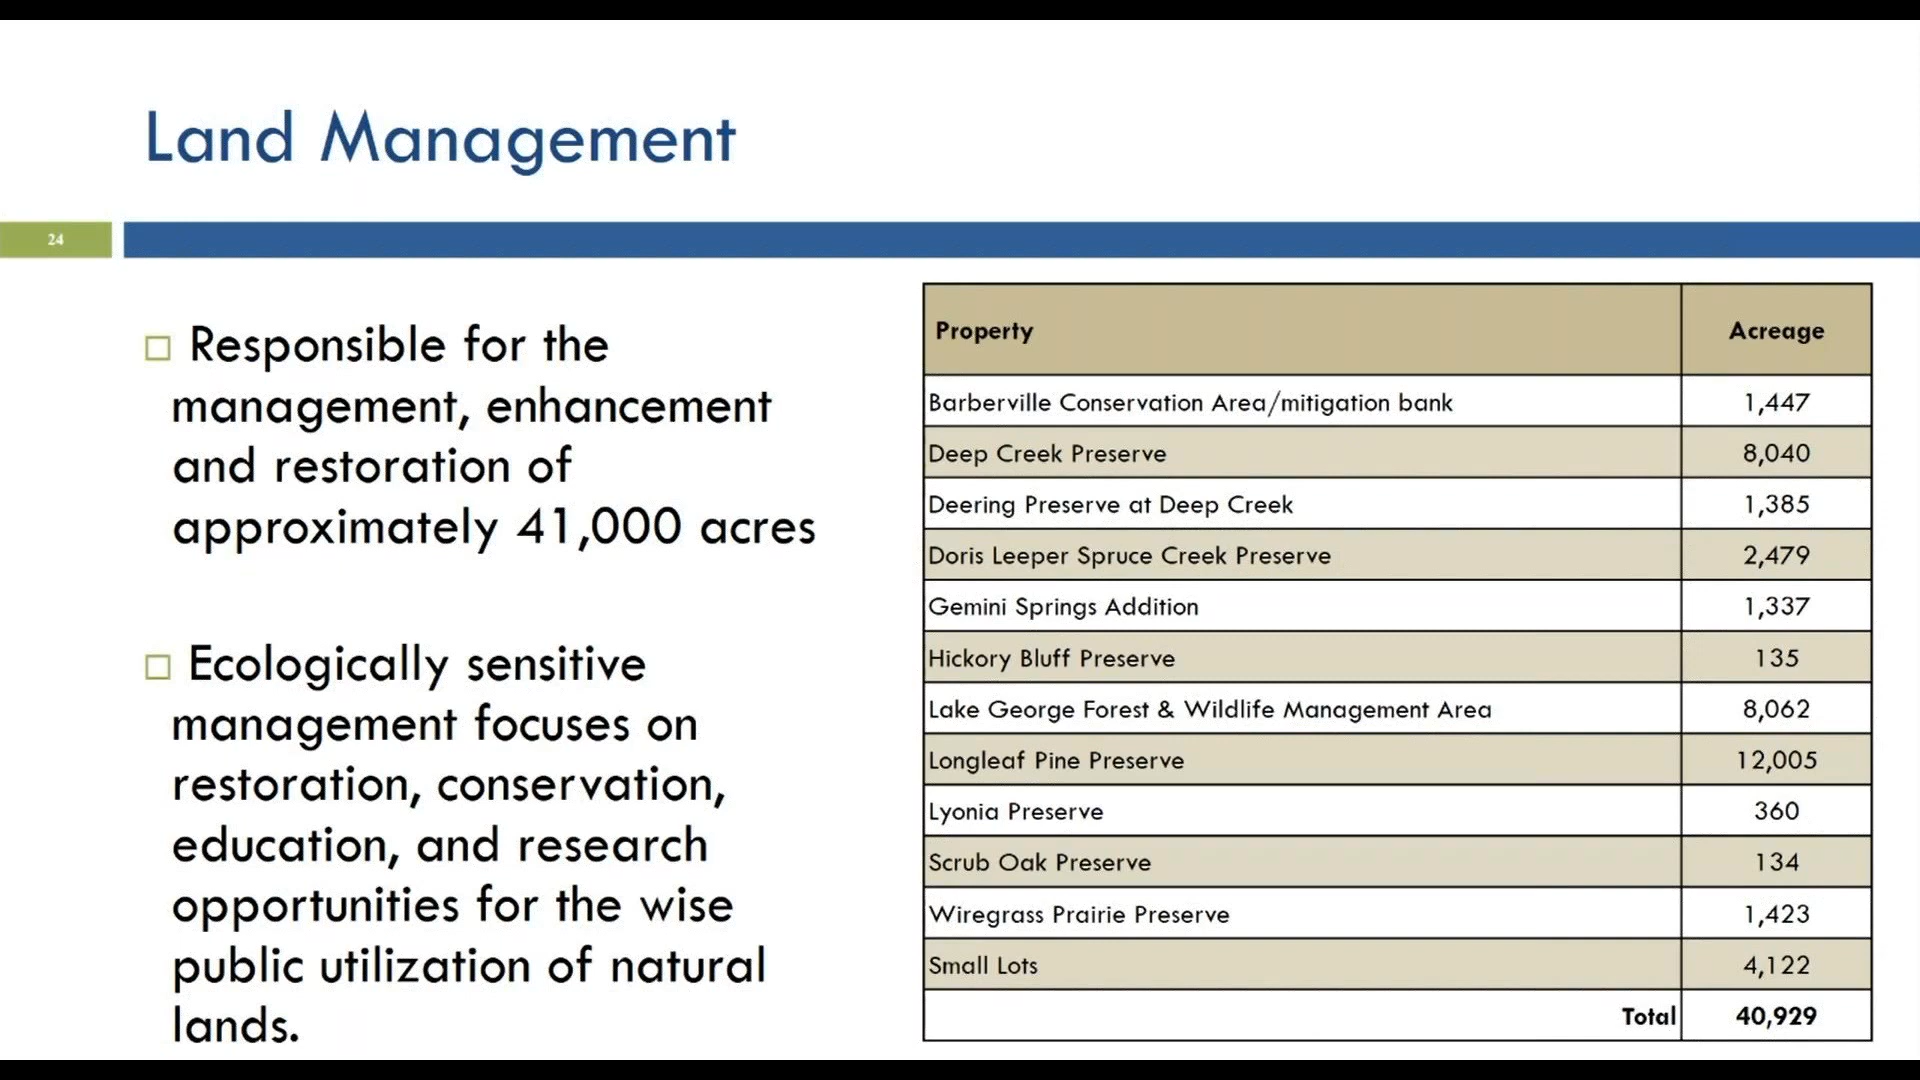 Land Management
24
Responsible for the
management, enhancement
and restoration of
approximately 41,000 acres
Ecologically sensitive
management focuses on
restoration, conservation,
education, and research
opportunities for the wise
public utilization of natural
lands.
Property Acreage
Barberville Conservation Area/mitigation bank 1,447
Deep Creek Preserve 8,040
Deering Preserve at Deep Creek 1,385
Doris Leeper Spruce Creek Preserve 2,479
Gemini Springs Addition 1,337
Hickory Bluff Preserve 135
Lake George Forest & Wildlife Management Area 8,062
Longleaf Pine Preserve 12,005
Lyonia Preserve 360
Scrub Oak Preserve 134
Wiregrass Prairie Preserve 1,423
Small Lots 4,122
Total 40,929